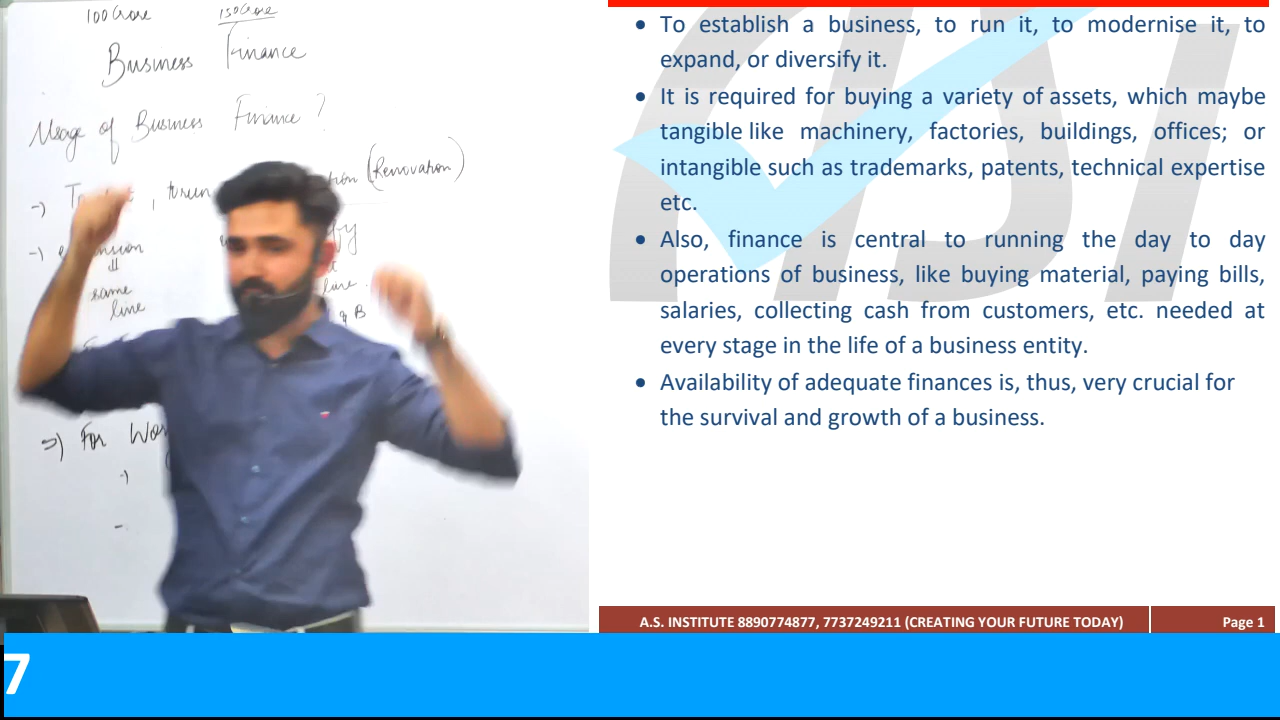 100 Crore 150 Crore
Business Finance
Usage of Business Finance ?
(Renovation)
same
line
line.
=) For
• To establish a business, to run it, to modernise it, to
expand, or diversify it.
• It is required for buying a variety of assets, which maybe
tangible like machinery, factories, buildings, offices; or
intangible such as trademarks, patents, technical expertise
etc.
• Also, finance is central to running the day to day
operations of business, like buying material, paying bills,
salaries, collecting cash from customers, etc. needed at
every stage in the life of a business entity.
• Availability of adequate finances is, thus, very crucial for
the survival and growth of a business.
A.S. INSTITUTE 8890774877, 7737249211 (CREATING YOUR FUTURE TODAY) Page 1
7